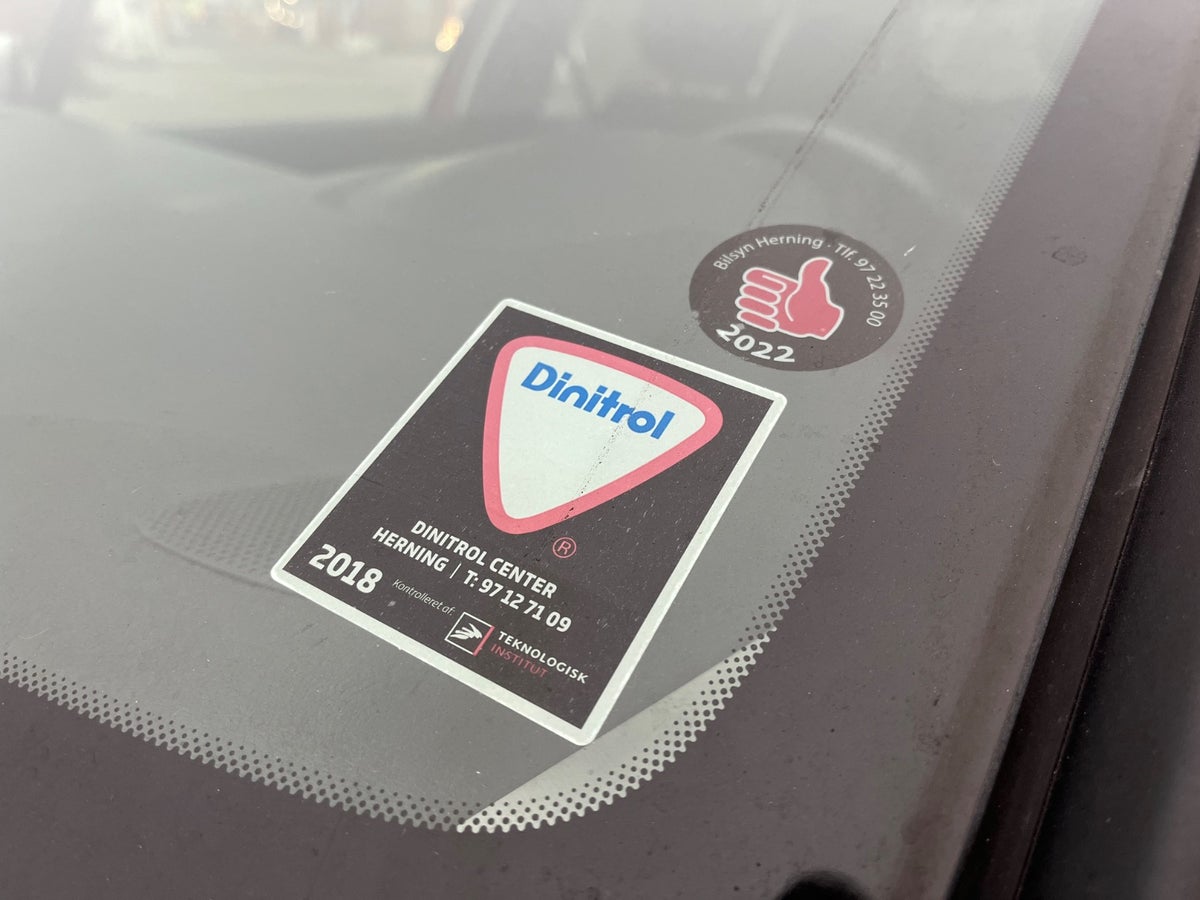 Bilsyn Herning · Tlf. 97 22 35 00
2022
Dinitrol
®
DINITROL CENTER
HERNING | T: 97 12 71 09
2018 Kontrolleret af:
TEKNOLOGISK
INSTITUT